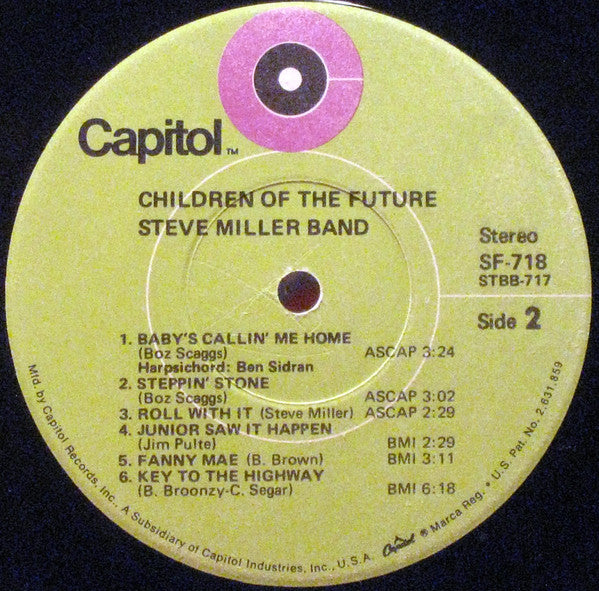 Capitol TM
CHILDREN OF THE FUTURE
STEVE MILLER BAND
Stereo
SF-718
STBB-717
Side 2
1. BABY'S CALLIN' ME HOME
(Boz Scaggs) ASCAP 3:24
Harpsichord: Ben Sidran
2. STEPPIN' STONE
(Boz Scaggs) ASCAP 3:02
3. ROLL WITH IT (Steve Miller) ASCAP 2:29
4. JUNIOR SAW IT HAPPEN
(Jim Pulte) BMI 2:29
5. FANNY MAE (B. Brown) BMI 3:11
6. KEY TO THE HIGHWAY
(B. Broonzy-C. Segar) BMI 6:18
Mfd. by Capitol Records, Inc., A Subsidiary of Capitol Industries, Inc., U.S.A. Capitol ® Marca Reg. • U.S. Pat. No. 2,631,859